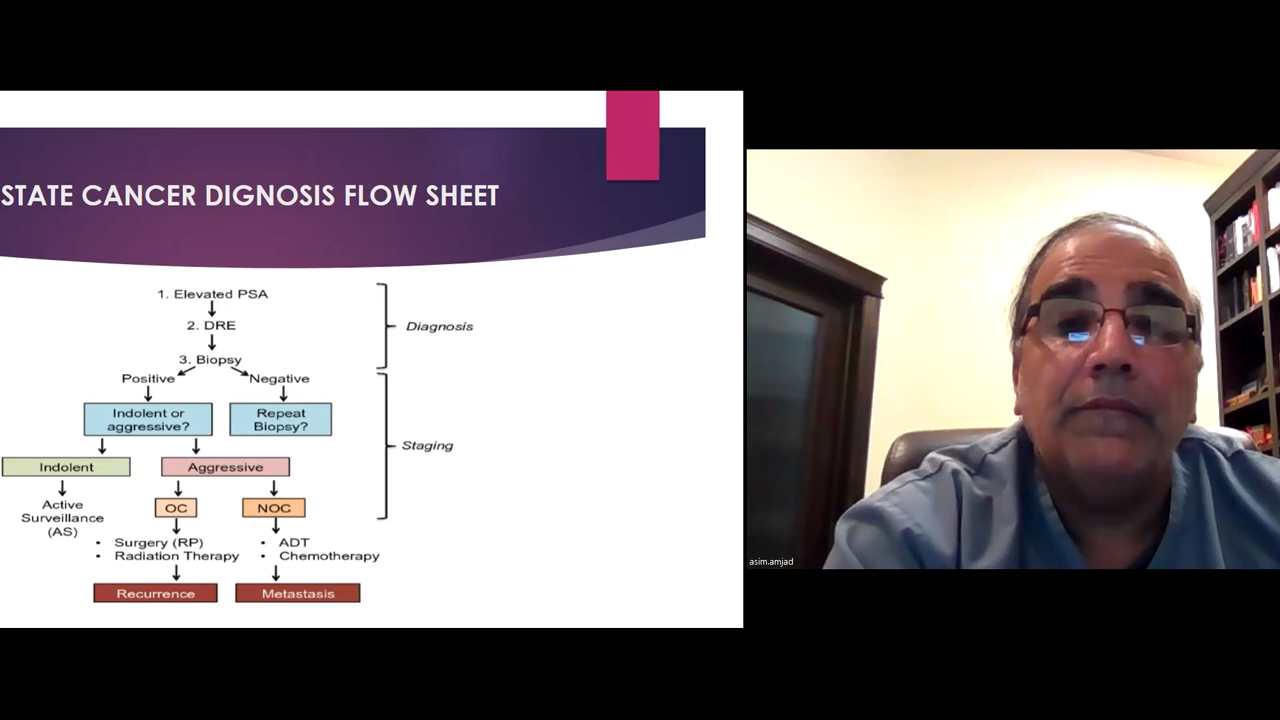 STATE CANCER DIGNOSIS FLOW SHEET
1. Elevated PSA
2. DRE
Diagnosis
3. Biopsy
Positive
Negative
Indolent or
aggressive?
Repeat
Biopsy?
Staging
Indolent
Aggressive
Active
Surveillance
(AS)
OC
NOC
• Surgery (RP)
• Radiation Therapy
• ADT
• Chemotherapy
Recurrence
Metastasis
asim.amjad